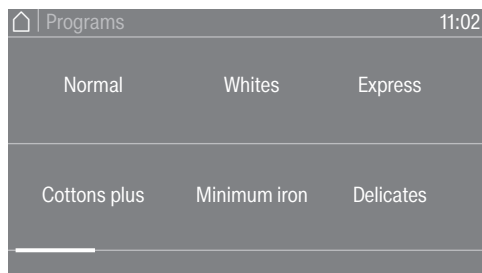 Programs 11:02
Normal Whites Express
Cottons plus Minimum iron Delicates